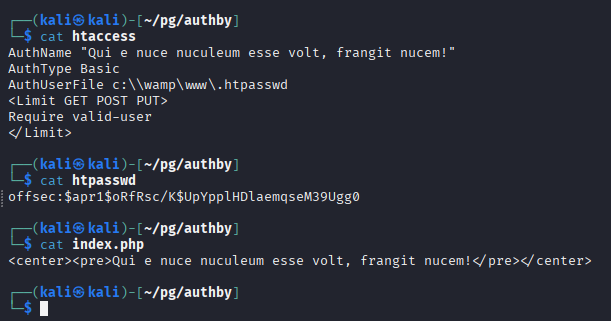 ┌──(kali㉿kali)-[~/pg/authby]
└─$ cat htaccess
AuthName "Qui e nuce nuculeum esse volt, frangit nucem!"
AuthType Basic
AuthUserFile c:\\wamp\www\.htpasswd
<Limit GET POST PUT>
Require valid-user
</Limit>
┌──(kali㉿kali)-[~/pg/authby]
└─$ cat htpasswd
offsec:$apr1$oRfRsc/K$UpYpplHDlaemqseM39Ugg0
┌──(kali㉿kali)-[~/pg/authby]
└─$ cat index.php
<center><pre>Qui e nuce nuculeum esse volt, frangit nucem!</pre></center>
┌──(kali㉿kali)-[~/pg/authby]
└─$